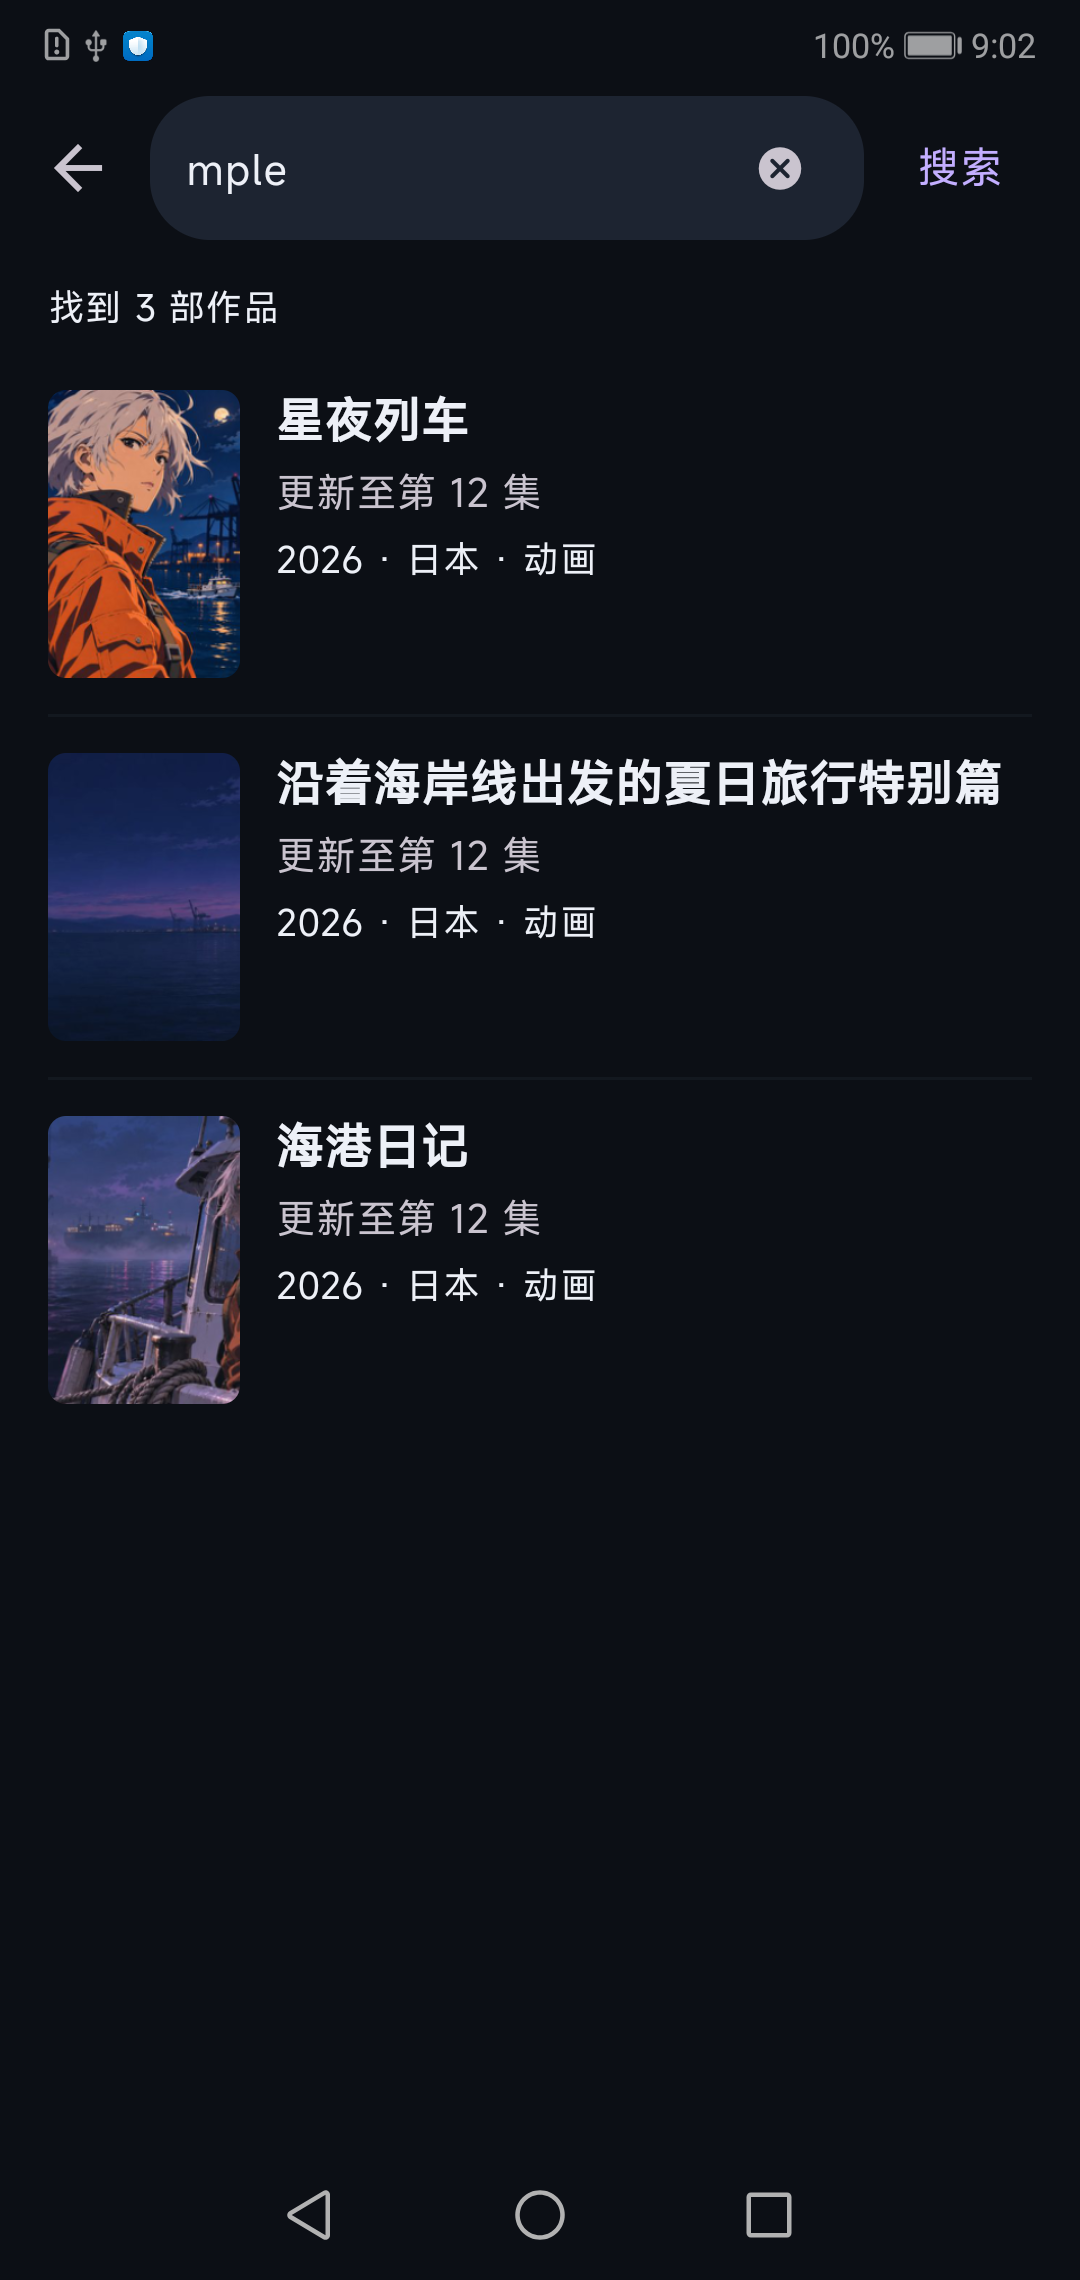 100% 9:02
mple 搜索
找到 3 部作品
星夜列车
更新至第 12 集
2026 · 日本 · 动画
沿着海岸线出发的夏日旅行特别篇
更新至第 12 集
2026 · 日本 · 动画
海港日记
更新至第 12 集
2026 · 日本 · 动画